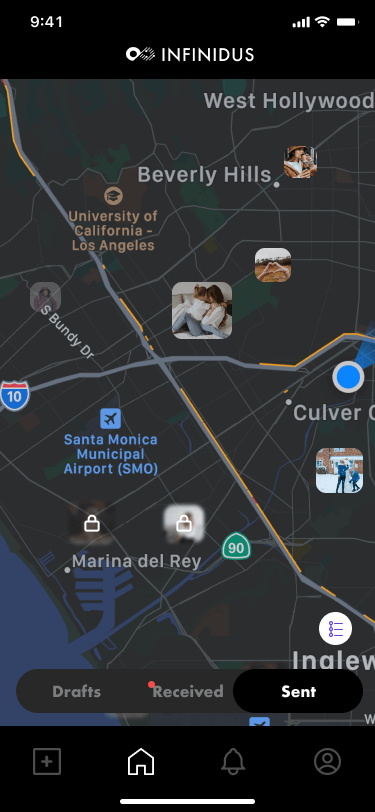 9:41
INFINIDUS
West Hollywood
Beverly Hills
University of
California -
Los Angeles
S Bundy Dr
10
Culver C
Santa Monica
Municipal
Airport (SMO)
90
Marina del Rey
Inglew
Drafts
Received
Sent
W